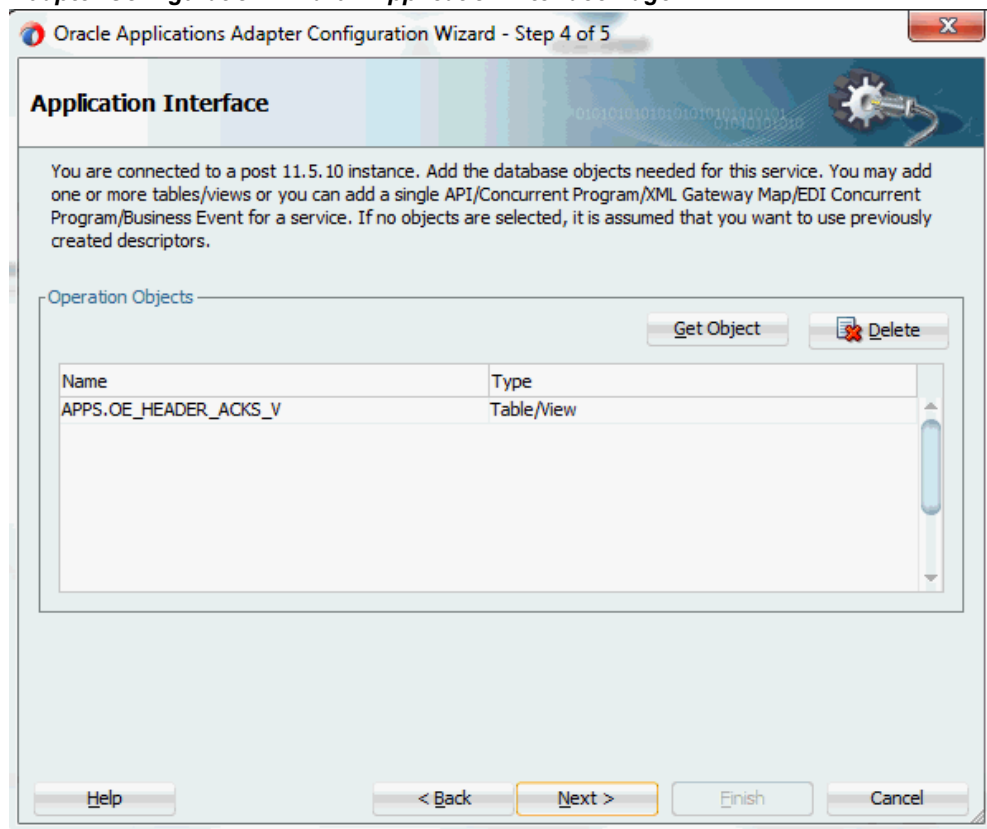 Oracle Applications Adapter Configuration Wizard - Step 4 of 5
X
Application Interface
You are connected to a post 11.5.10 instance. Add the database objects needed for this service. You may add
one or more tables/views or you can add a single API/Concurrent Program/XML Gateway Map/EDI Concurrent
Program/Business Event for a service. If no objects are selected, it is assumed that you want to use previously
created descriptors.
Operation Objects
Get Object Delete
Name Type
APPS.OE_HEADER_ACKS_V Table/View
Help < Back Next > Finish Cancel